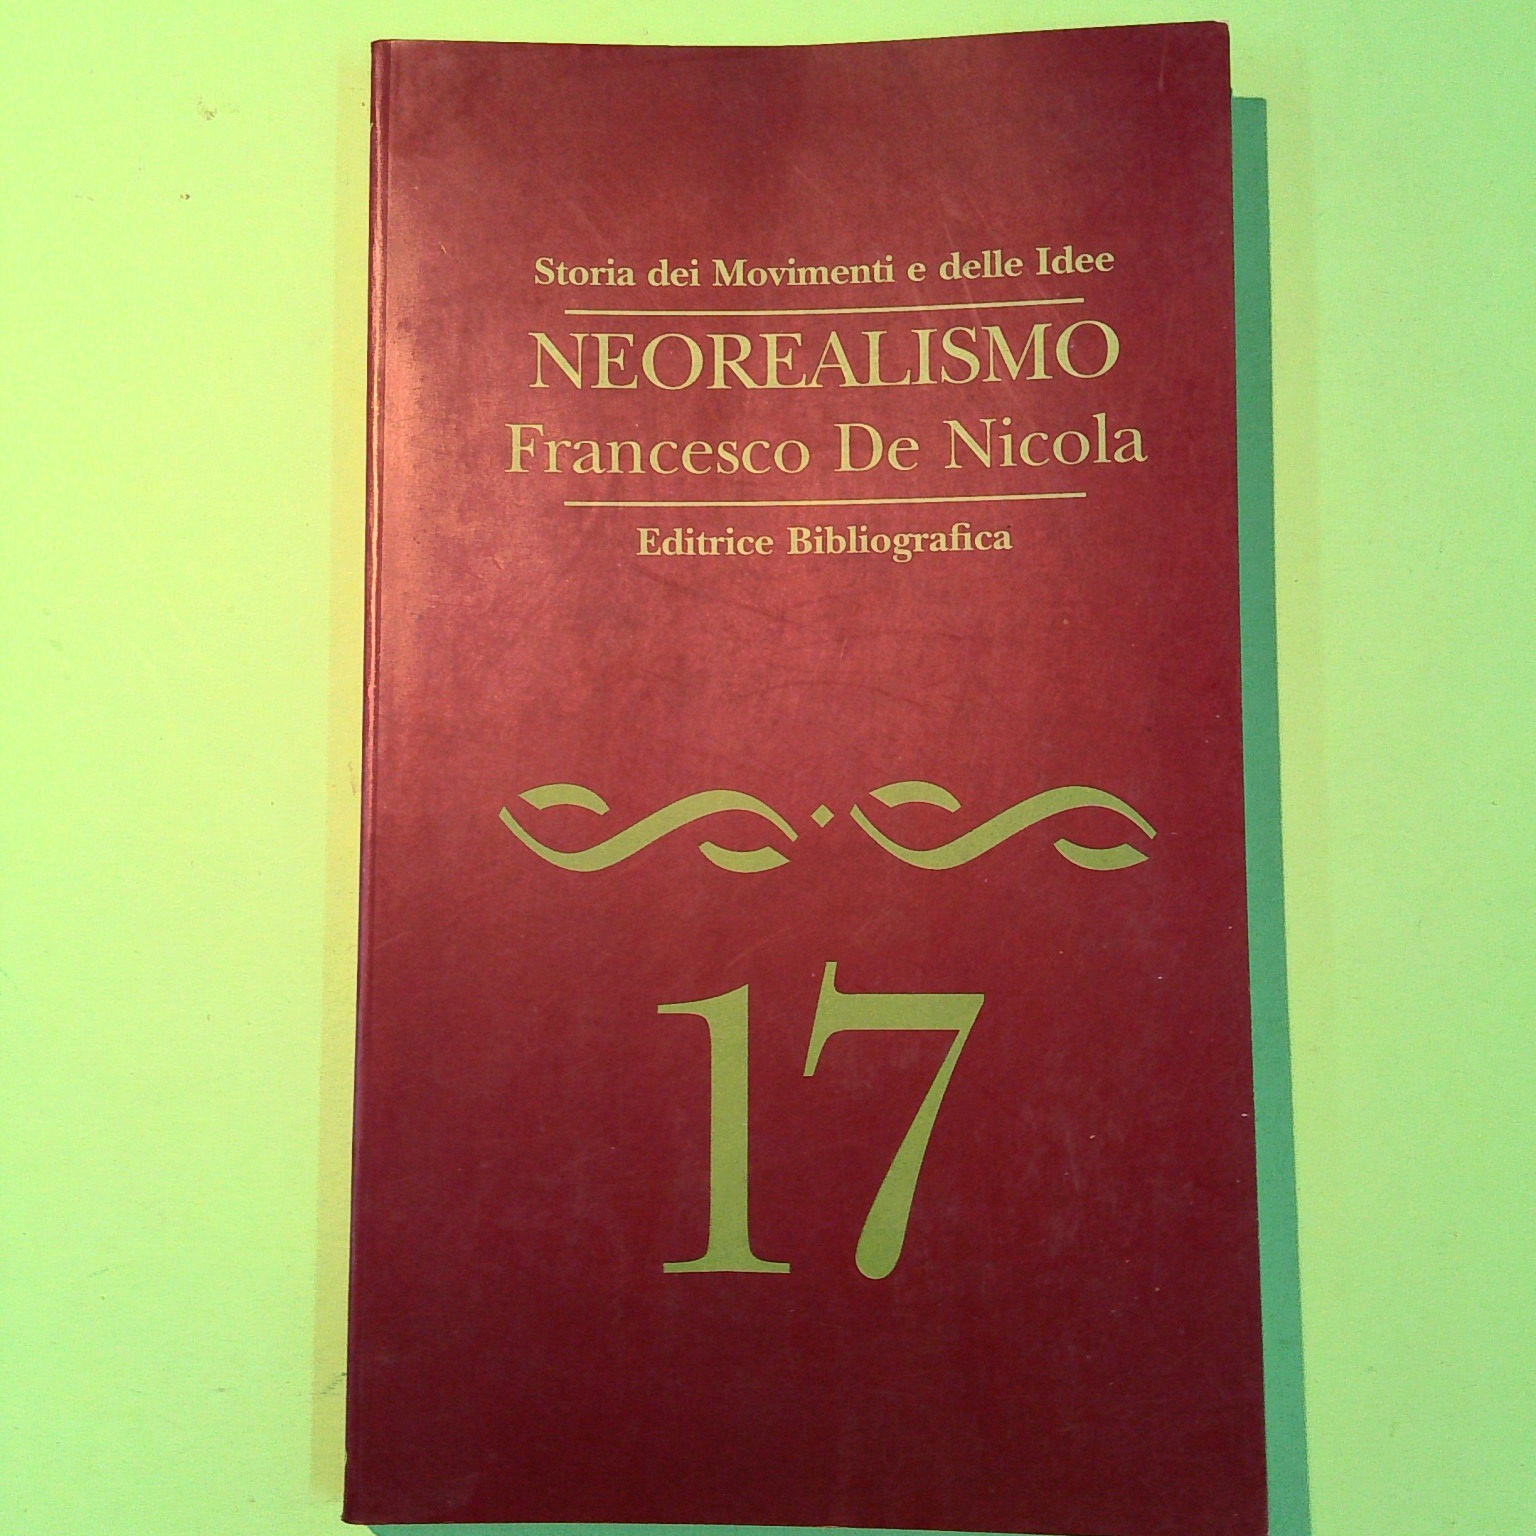 Storia dei Movimenti e delle Idee
NEOREALISMO
Francesco De Nicola
Editrice Bibliografica
17